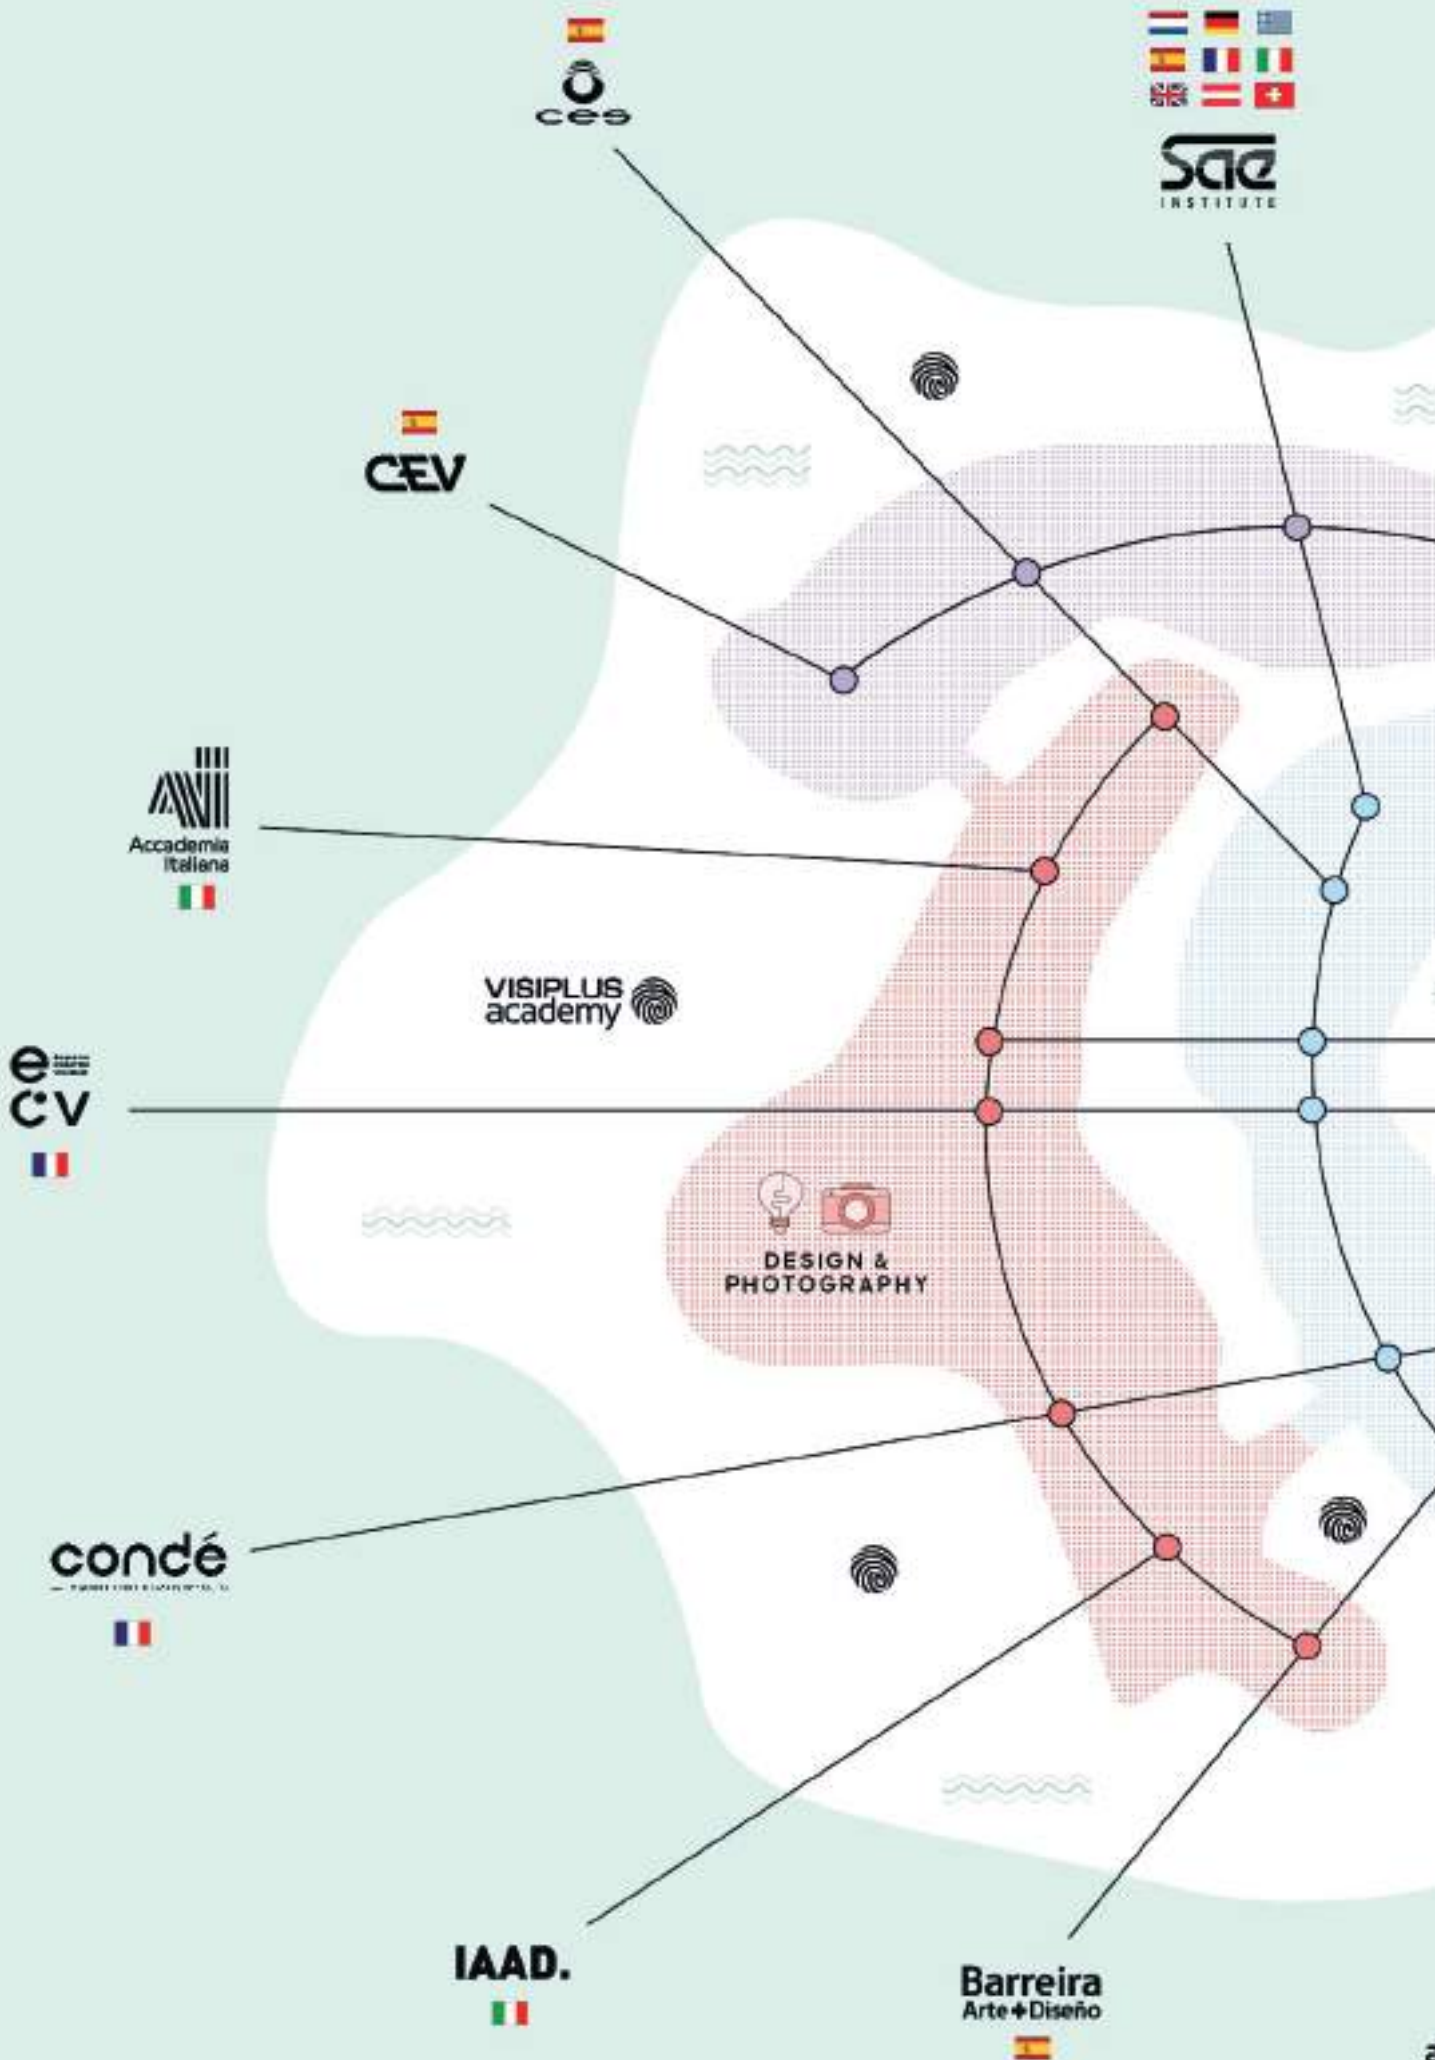 ces
sae
INSTITUTE
CEV
Accademia
Italiana
VISIPLUS
academy
e
cv
DESIGN &
PHOTOGRAPHY
condé
IAAD.
Barreira
Arte+Diseño